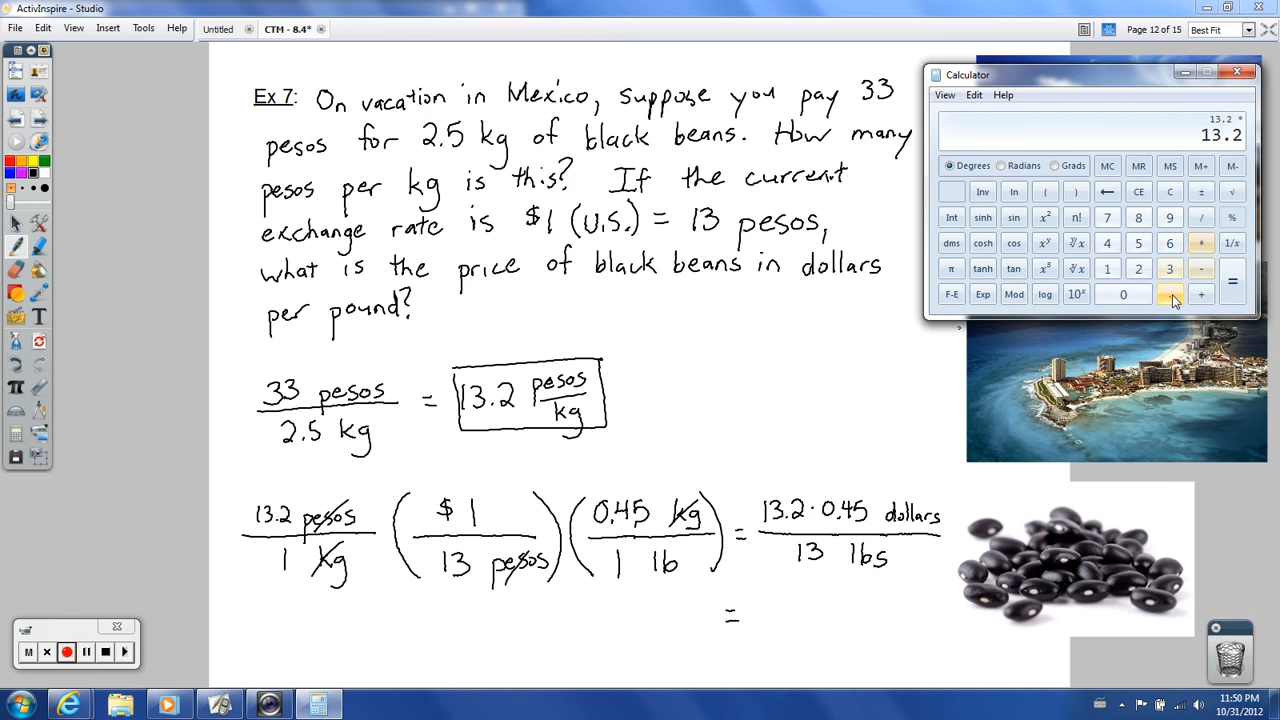 ActivInspire - Studio
File Edit View Insert Tools Help
Untitled CTM - 8.4*
Page 12 of 15 Best Fit
Ex 7: On vacation in Mexico, suppose you pay 33
pesos for 2.5 kg of black beans. How many
pesos per kg is this? If the current
exchange rate is $1 (U.S.) = 13 pesos,
what is the price of black beans in dollars
per pound?
33 pesos
2.5 kg
= 13.2 pesos
kg
13.2 pesos
1 kg
( $1
13 pesos )
( 0.45 kg
1 lb )
= 13.2 · 0.45 dollars
13 lbs
=
Calculator
View Edit Help
13.2 *
13.2
Degrees Radians Grads MC MR MS M+ M-
Inv ln ( ) ← CE C ± √
Int sinh sin x² n! 7 8 9 / %
dms cosh cos xʸ ʸ√x 4 5 6 * 1/x
π tanh tan x³ ³√x 1 2 3 - =
F-E Exp Mod log 10ˣ 0 . +
M
11:50 PM
10/31/2012